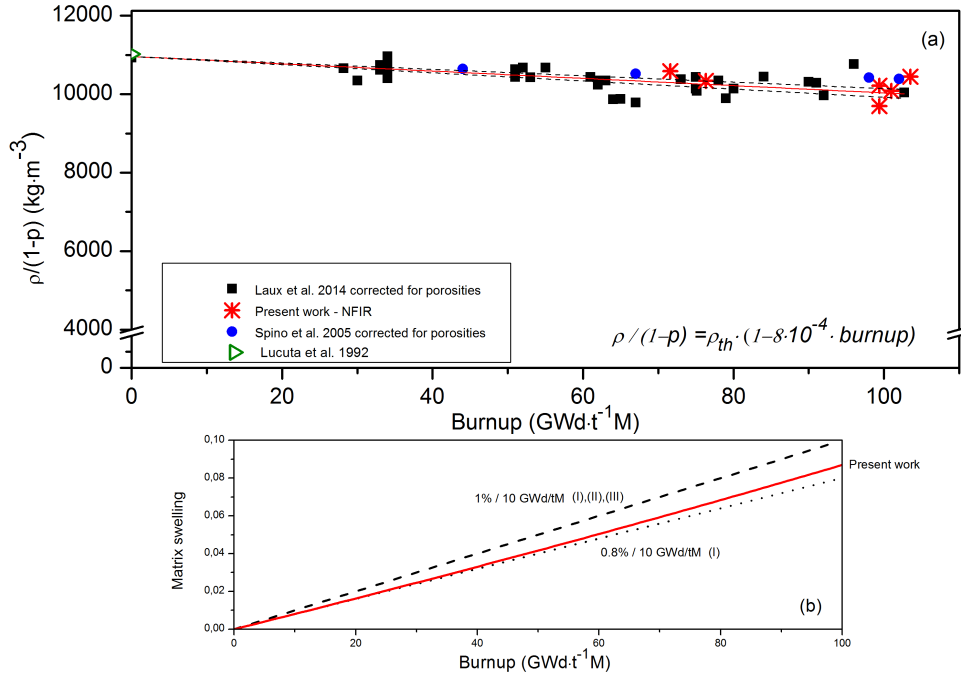 (a)
12000
10000
8000
6000
4000
0
ρ/(1-p) (kg·m⁻³)
Laux et al. 2014 corrected for porosities
Present work - NFIR
Spino et al. 2005 corrected for porosities
Lucuta et al. 1992
ρ/(1–p) =ρth·(1–8·10⁻⁴· burnup)
0 20 40 60 80 100
Burnup (GWd·t⁻¹M)
0,10
0,08
0,06
0,04
0,02
0,00
Matrix swelling
1% / 10 GWd/tM (I),(II),(III)
Present work
0.8% / 10 GWd/tM (I)
(b)
0 20 40 60 80 100
Burnup (GWd·t⁻¹M)